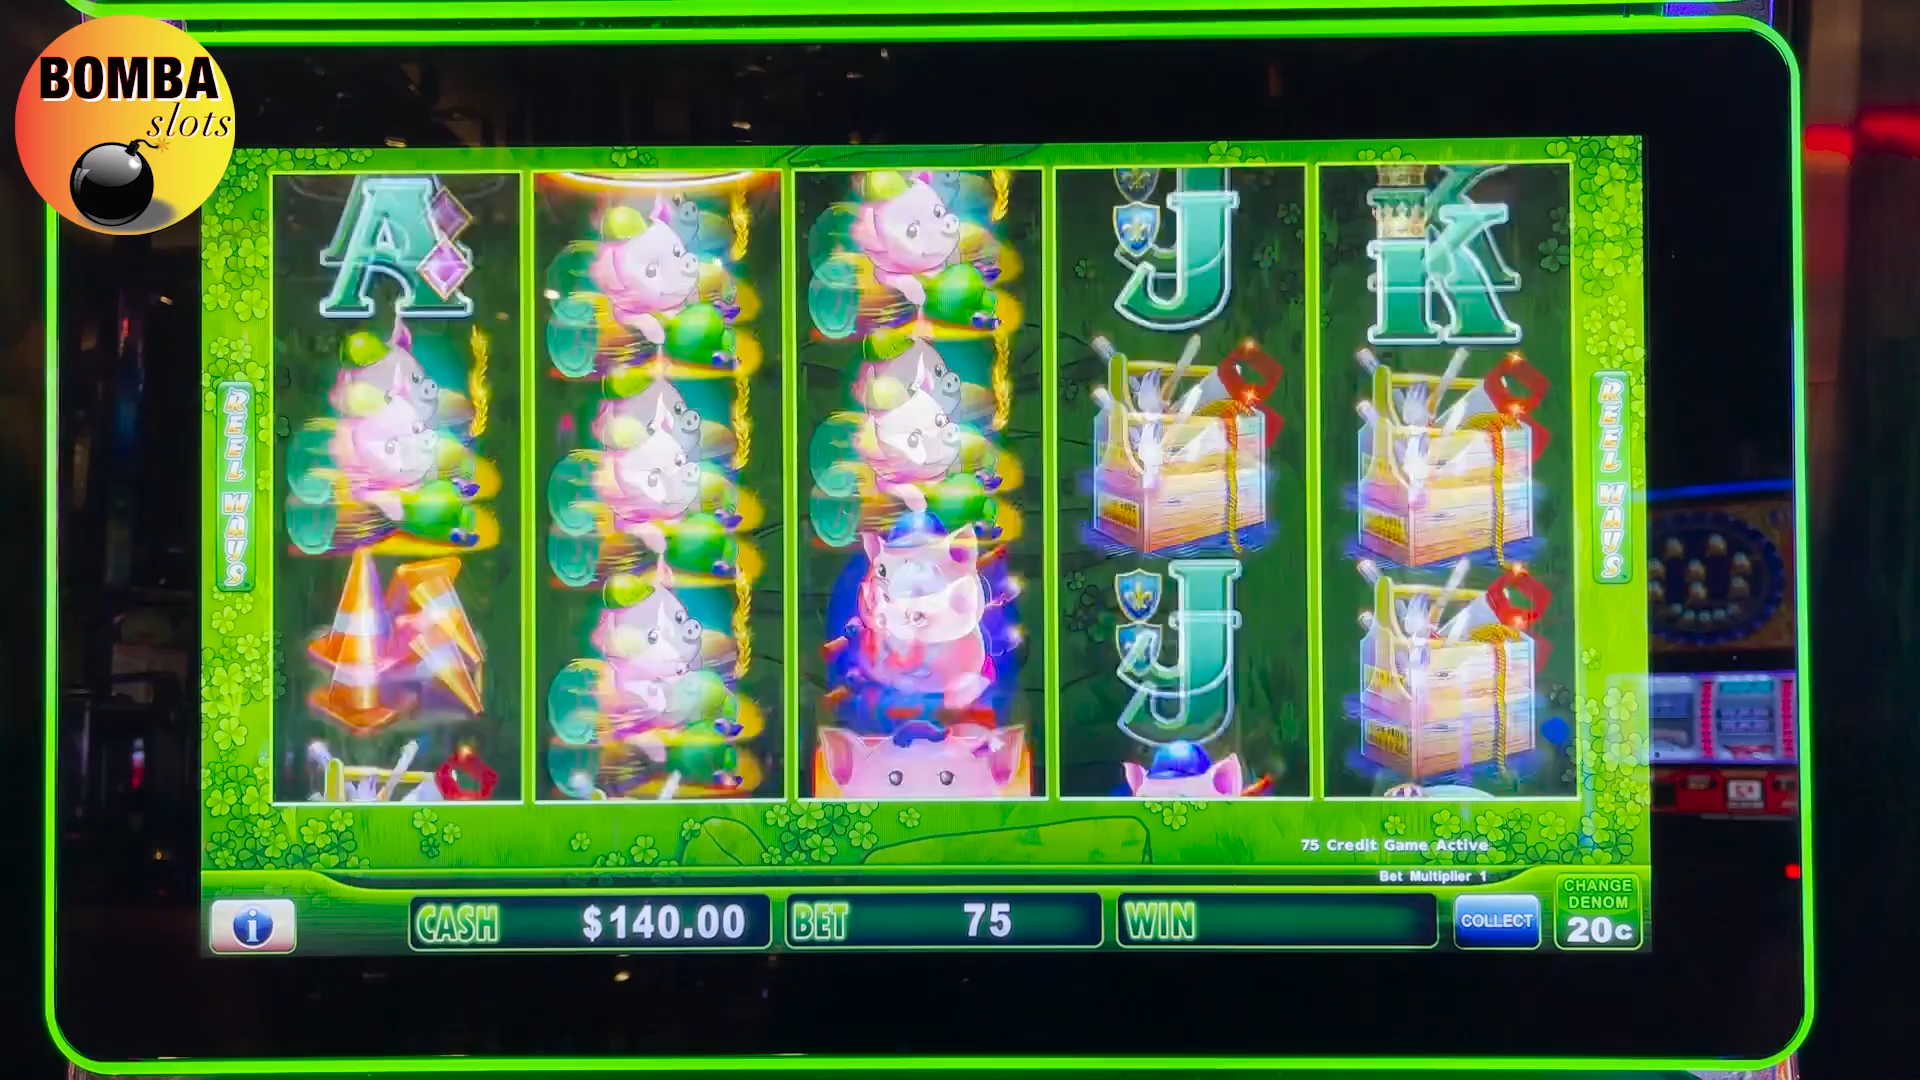 BOMBA
slots
A
J
K
REEL WAYS
REEL WAYS
J
75 Credit Game Active
Bet Multiplier 1
CASH $140.00
BET 75
WIN
COLLECT
CHANGE
DENOM
20c